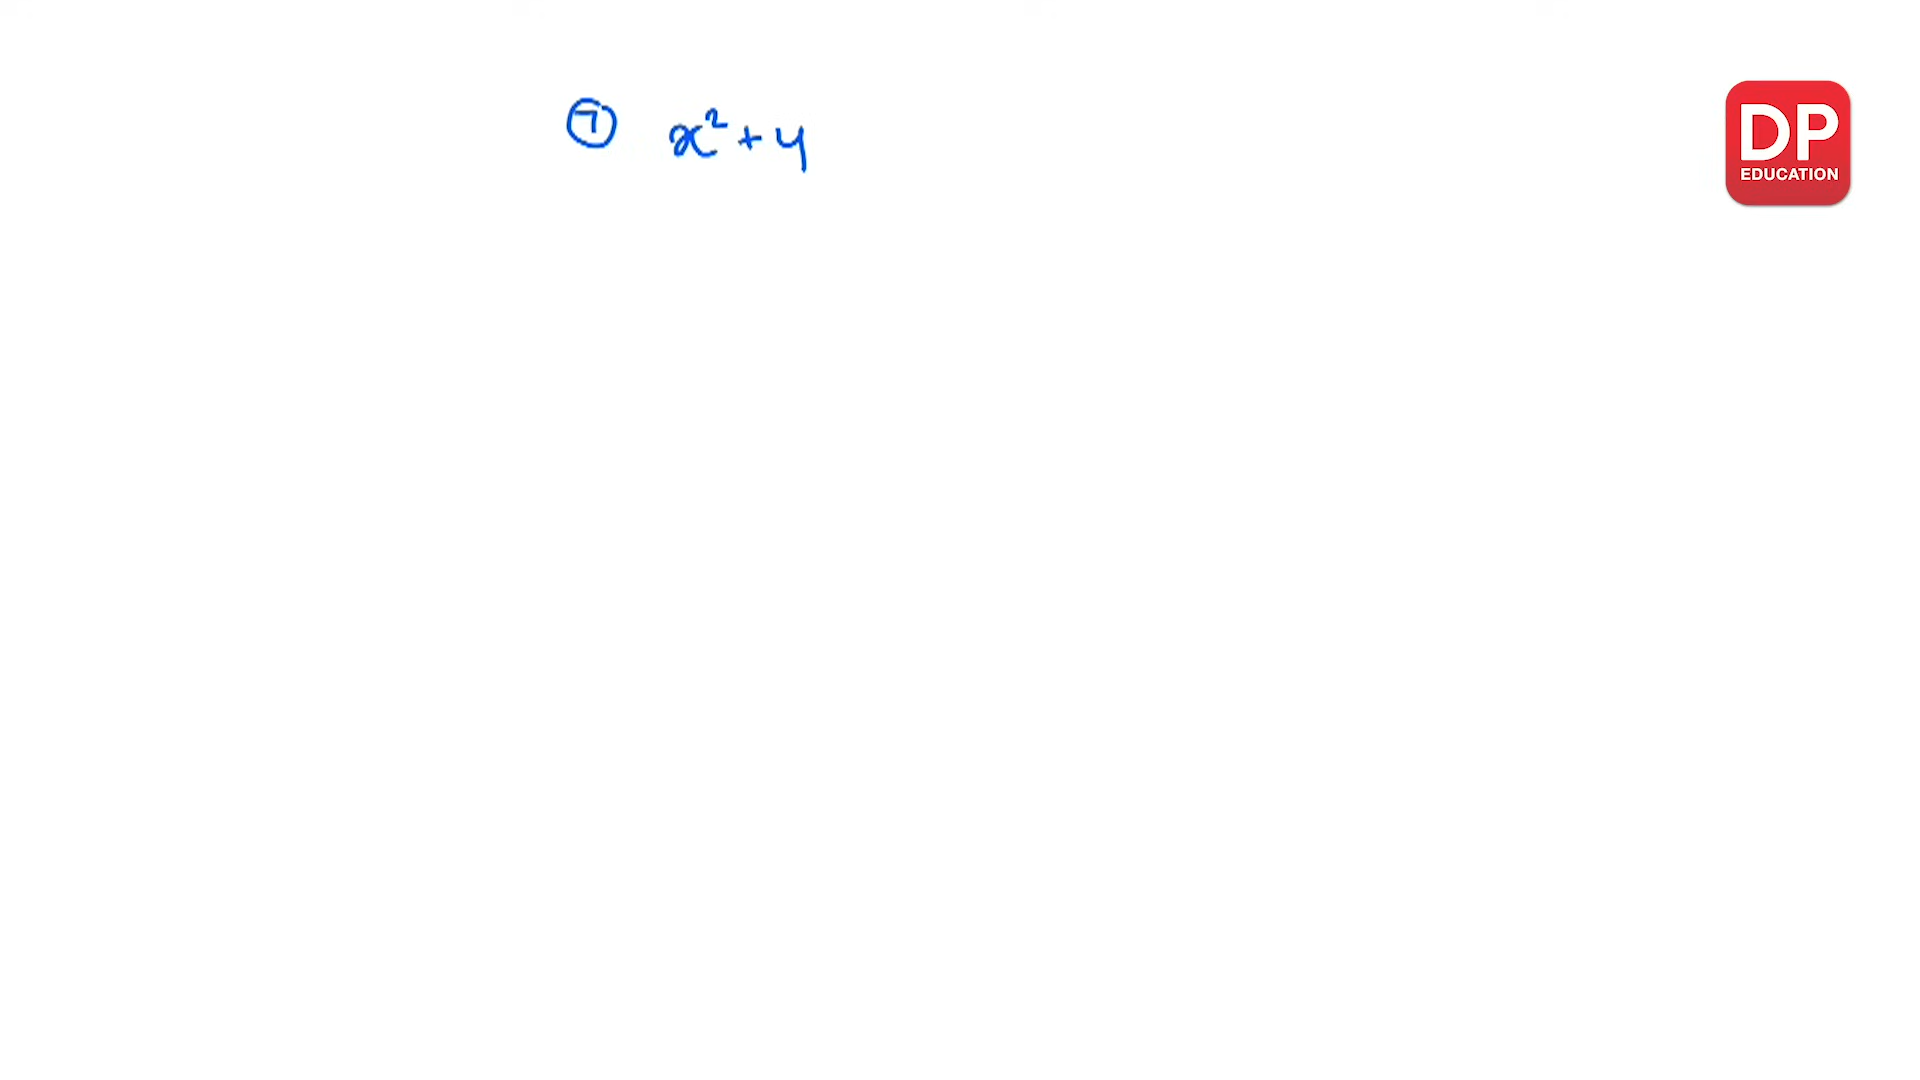 ⑦ x² + 4
DP
EDUCATION